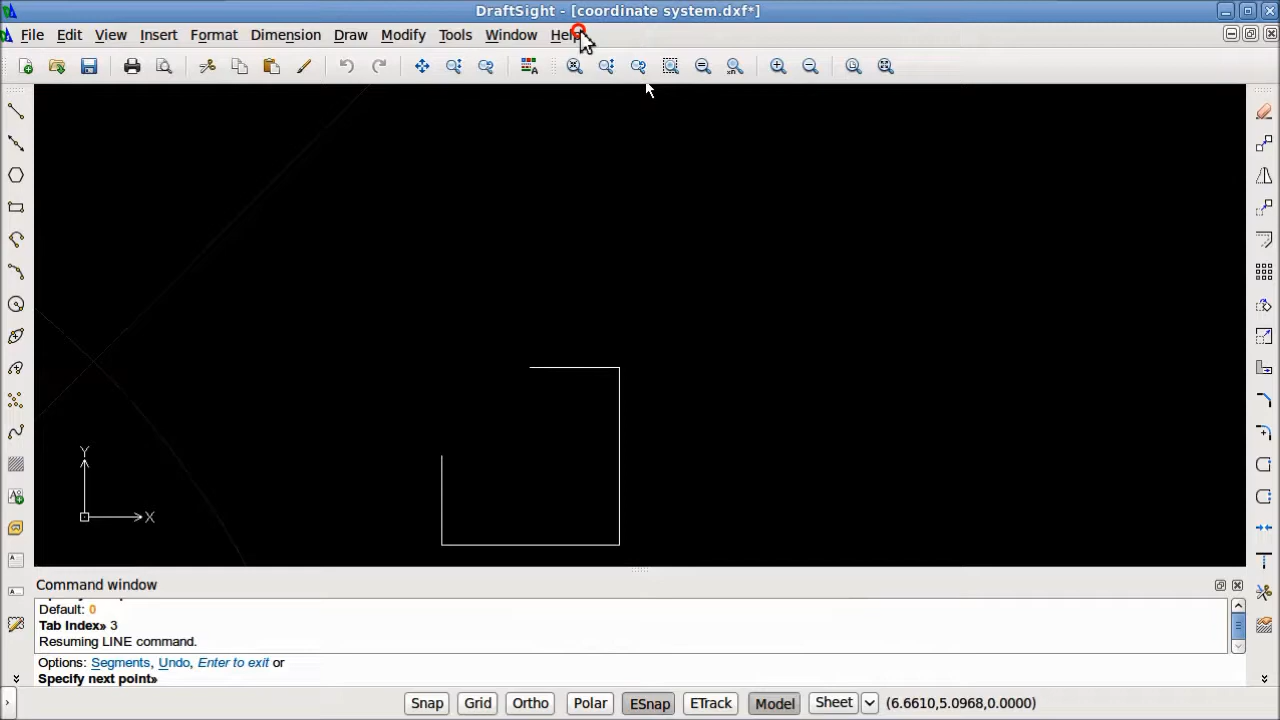 DraftSight - [coordinate system.dxf*]
File Edit View Insert Format Dimension Draw Modify Tools Window Help
Y
X
Command window
Default: 0
Tab Index» 3
Resuming LINE command.
Options: Segments, Undo, Enter to exit or
Specify next point»
Snap Grid Ortho Polar ESnap ETrack Model Sheet (6.6610,5.0968,0.0000)